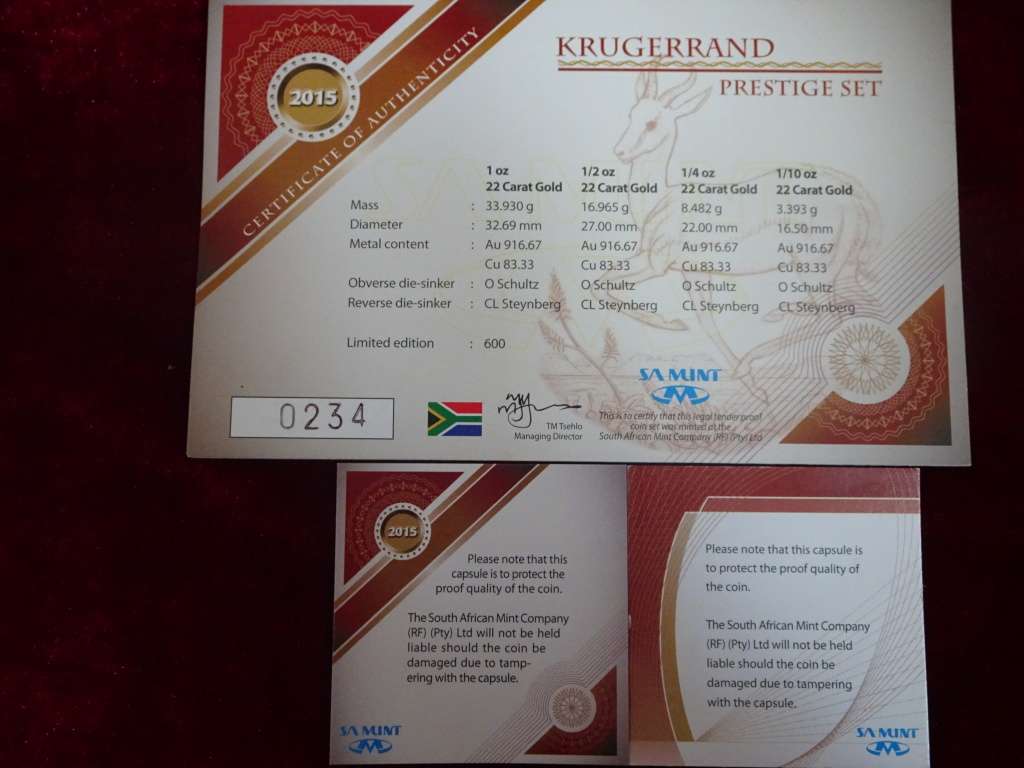 2015
CERTIFICATE OF AUTHENTICITY
KRUGERRAND
PRESTIGE SET
1 oz 1/2 oz 1/4 oz 1/10 oz
22 Carat Gold 22 Carat Gold 22 Carat Gold 22 Carat Gold
Mass : 33.930 g 16.965 g 8.482 g 3.393 g
Diameter : 32.69 mm 27.00 mm 22.00 mm 16.50 mm
Metal content : Au 916.67 Au 916.67 Au 916.67 Au 916.67
Cu 83.33 Cu 83.33 Cu 83.33 Cu 83.33
Obverse die-sinker : O Schultz O Schultz O Schultz O Schultz
Reverse die-sinker : CL Steynberg CL Steynberg CL Steynberg CL Steynberg
Limited edition : 600
0234
TM Tsehlo
Managing Director
SA MINT
This is to certify that this legal tender proof
coin set was minted at the
South African Mint Company (RF) (Pty) Ltd
2015
Please note that this
capsule is to protect the
proof quality of the coin.
The South African Mint Company
(RF) (Pty) Ltd will not be held
liable should the coin be
damaged due to tamp-
ering with the capsule.
SA MINT
Please note that this capsule is
to protect the proof quality of
the coin.
The South African Mint Company
(RF) (Pty) Ltd will not be held
liable should the coin be
damaged due to tampering
with the capsule.
SA MINT